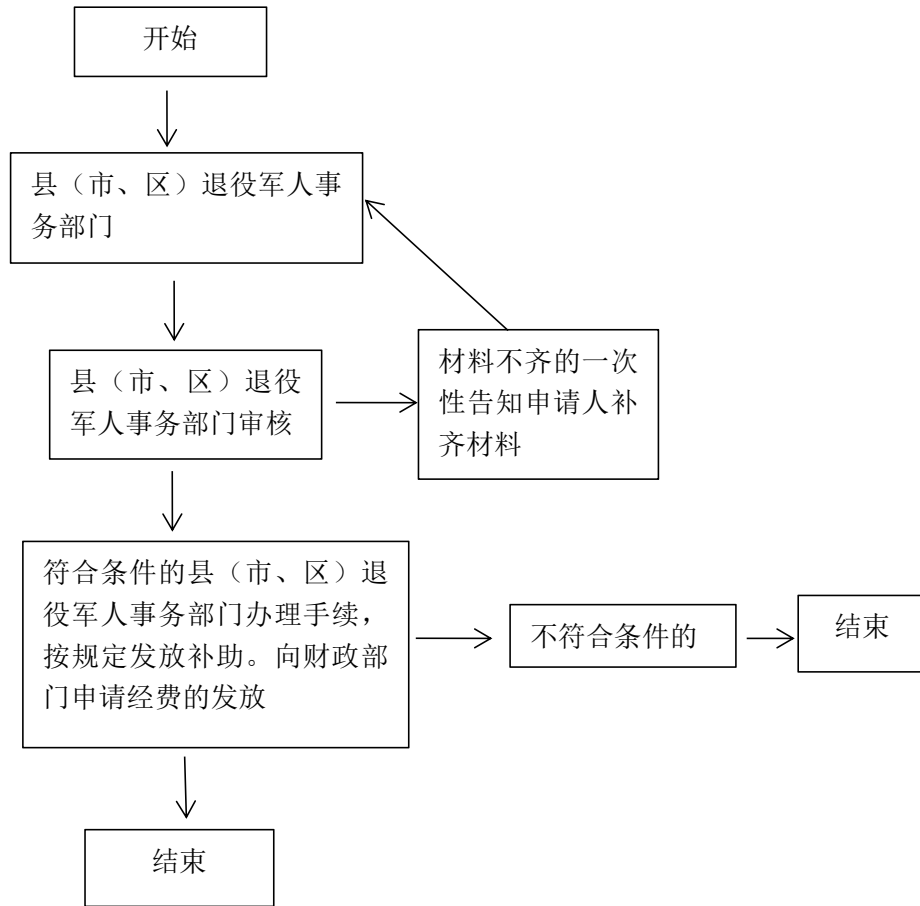 开始
县（市、区）退役军人事
务部门
县（市、区）退役
军人事务部门审核
材料不齐的一次
性告知申请人补
齐材料
符合条件的县（市、区）退
役军人事务部门办理手续，
按规定发放补助。向财政部
门申请经费的发放
不符合条件的
结束
结束